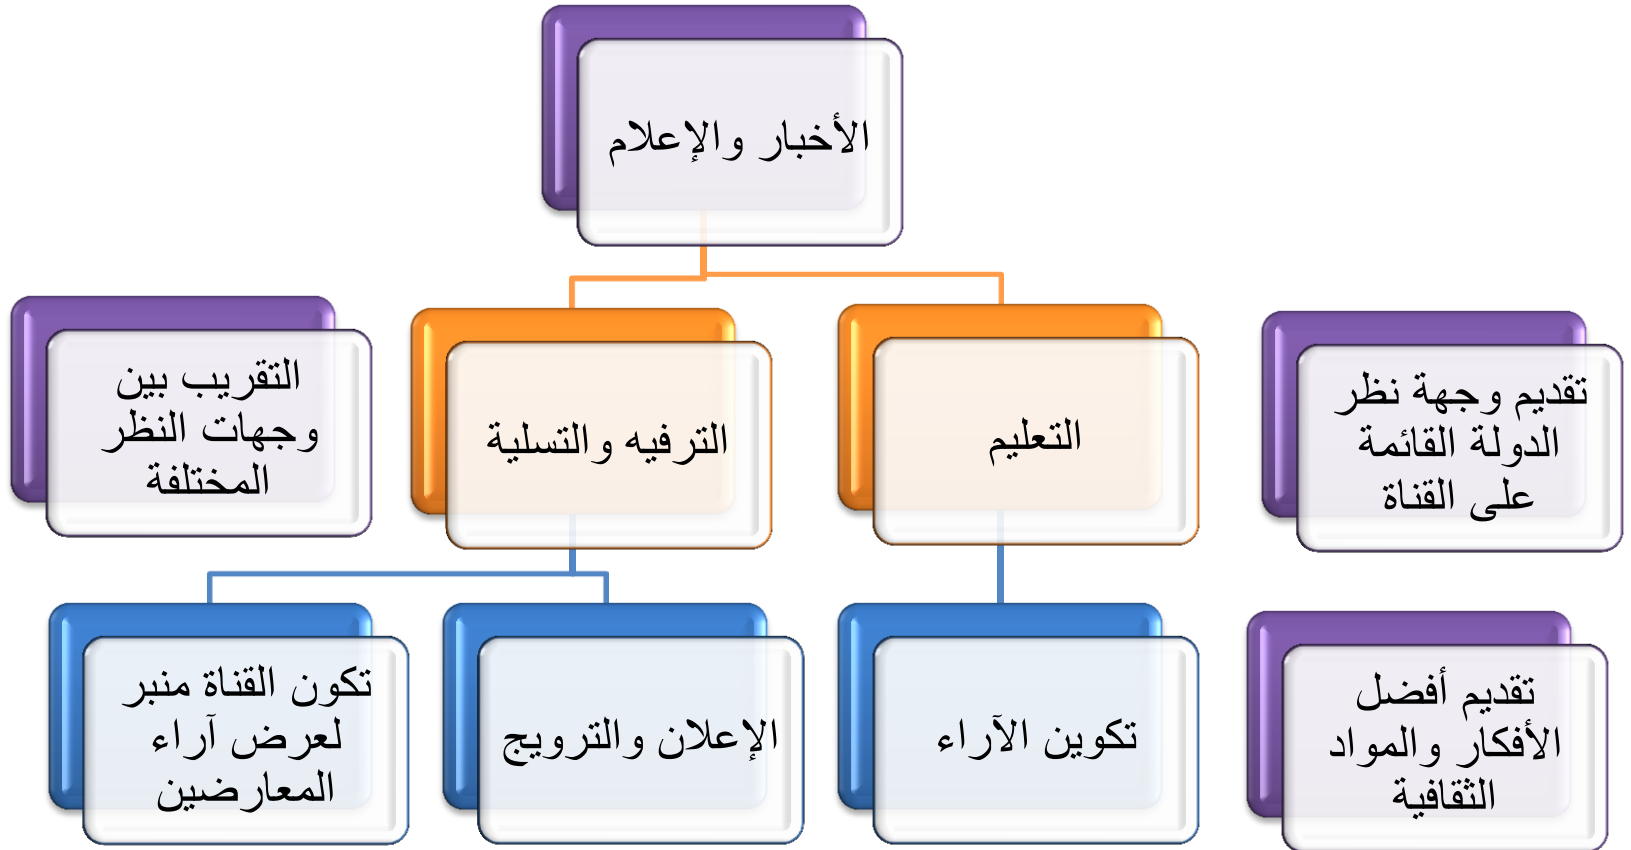 الأخبار والإعلام
تقديم وجهة نظر
الدولة القائمة
على القناة
التعليم
الترفيه والتسلية
التقريب بين
وجهات النظر
المختلفة
تقديم أفضل
الأفكار والمواد
الثقافية
تكوين الآراء
الإعلان والترويج
تكون القناة منبر
لعرض آراء
المعارضين